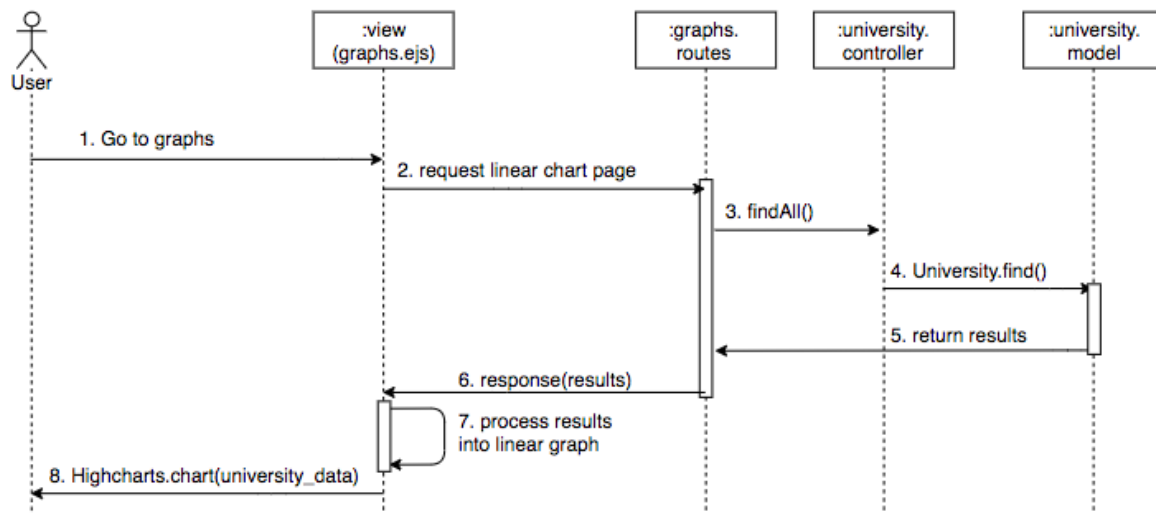 User
:view
(graphs.ejs)
:graphs.
routes
:university.
controller
:university.
model
1. Go to graphs
2. request linear chart page
3. findAll()
4. University.find()
5. return results
6. response(results)
7. process results
into linear graph
8. Highcharts.chart(university_data)